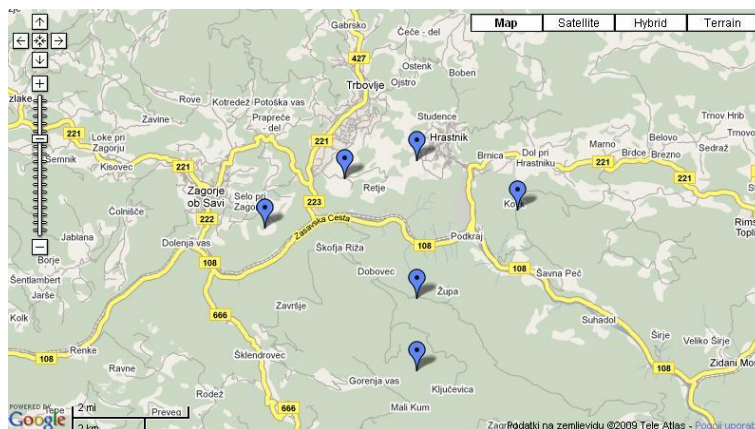 Map Satellite Hybrid Terrain
Gabrsko
Čeče - del
427
Ostenk
Boben
Trbovlje
Ojstro
Kotredež
Potoška vas
Rove
Studence
Prapreče
- del
Zavine
Trnov Hrib
221
Loke pri
Zagorju
221
Hrastnik
Marno
Belovo
Sedraž
Semnik
Kisovec
221
Brnica
Dol pri
Hrastniku
221
Brdce
Brezno
Zagorje
ob Savi
Selo pri
Retje
221
223
222
Čolnišče
Zasavska Cesta
Jablana
Dolenja vas
Škofja Riža
108
Podkraj
Borje
108
Dobovec
108
Šavna Peč
Šentlambert
Jarše
Župa
Kolk
666
Završje
Suhadol
Širje
Veliko Širje
108
Renke
Šklendrovec
108
Ravne
Gorenja vas
Ključevica
Rodež
Mali Kum
666
Preveg
POWERED BY
Google
2 mi
2 km
Podatki na zemljevidu ©2009 Tele Atlas -